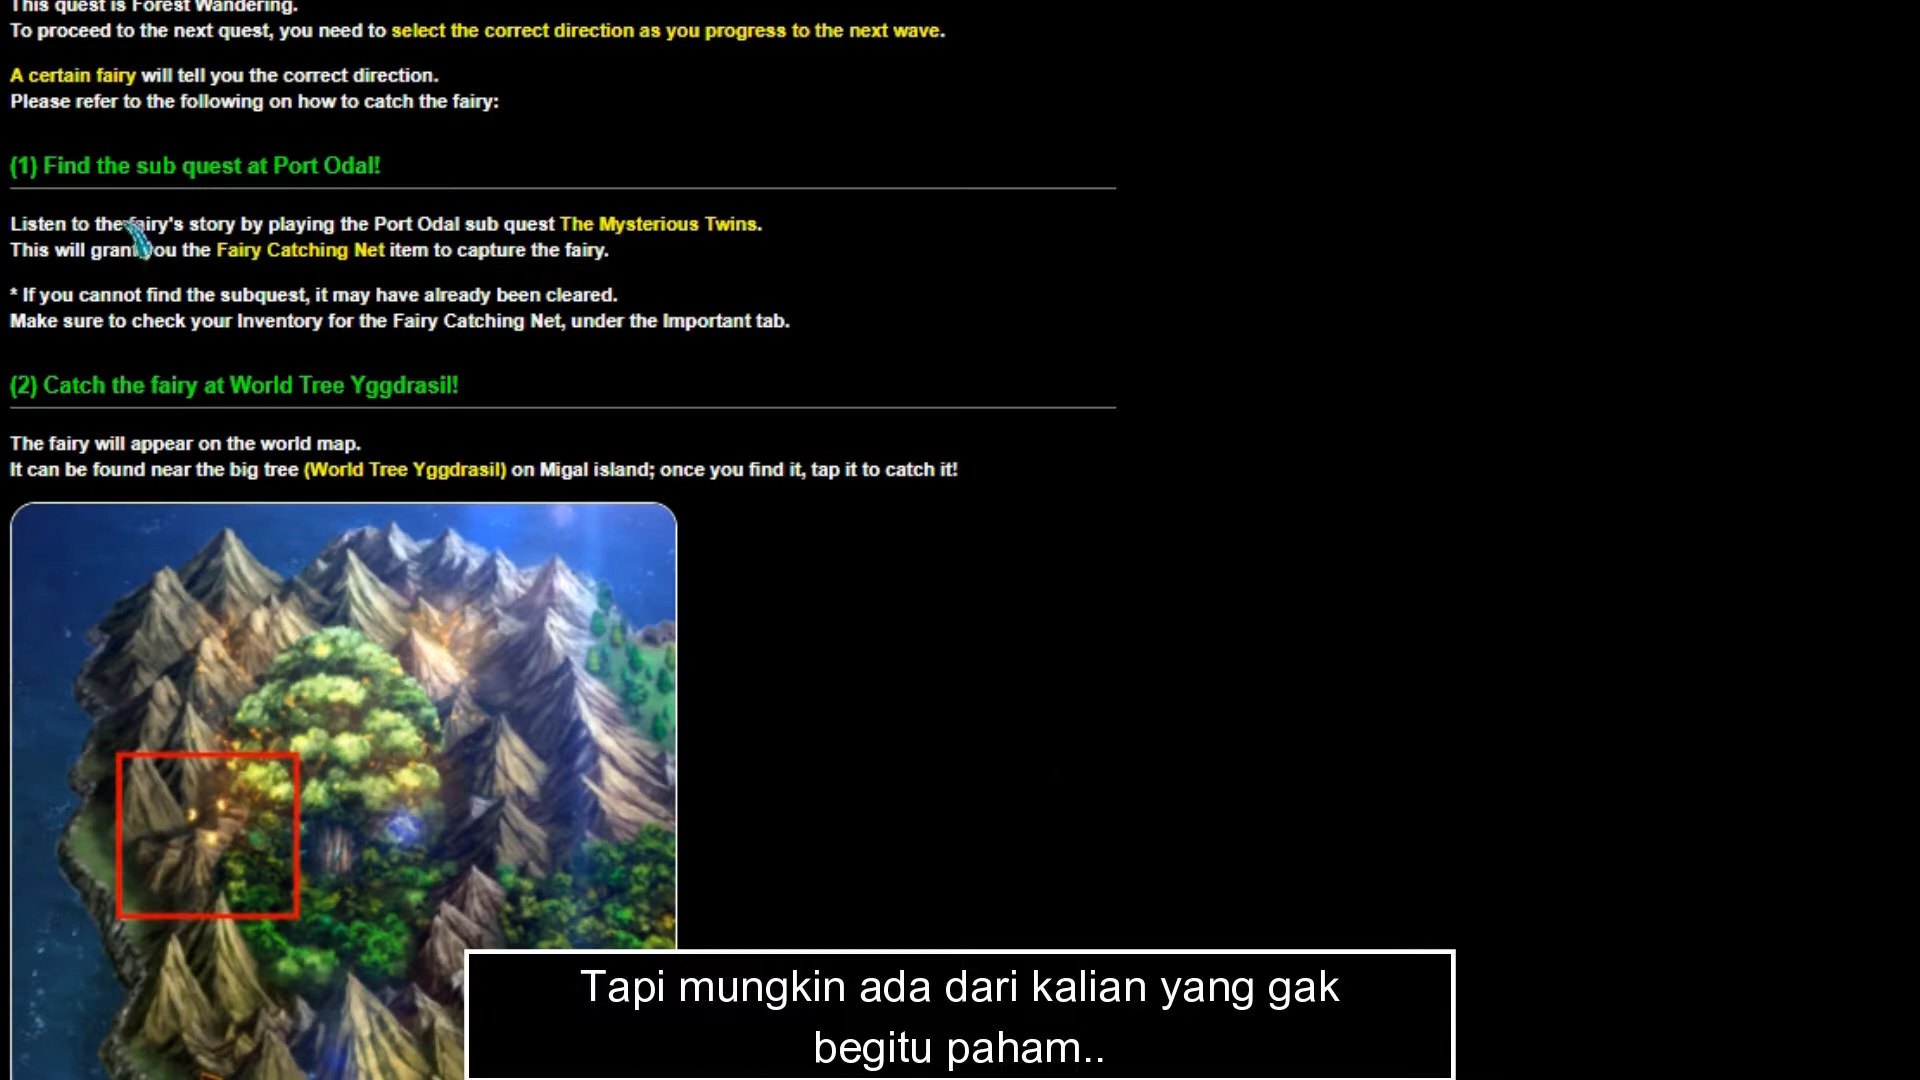 This quest is Forest Wandering.
To proceed to the next quest, you need to select the correct direction as you progress to the next wave.
A certain fairy will tell you the correct direction.
Please refer to the following on how to catch the fairy:
(1) Find the sub quest at Port Odal!
Listen to the fairy's story by playing the Port Odal sub quest The Mysterious Twins.
This will grant you the Fairy Catching Net item to capture the fairy.
* If you cannot find the subquest, it may have already been cleared.
Make sure to check your Inventory for the Fairy Catching Net, under the Important tab.
(2) Catch the fairy at World Tree Yggdrasil!
The fairy will appear on the world map.
It can be found near the big tree (World Tree Yggdrasil) on Migal island; once you find it, tap it to catch it!
Tapi mungkin ada dari kalian yang gak
begitu paham..